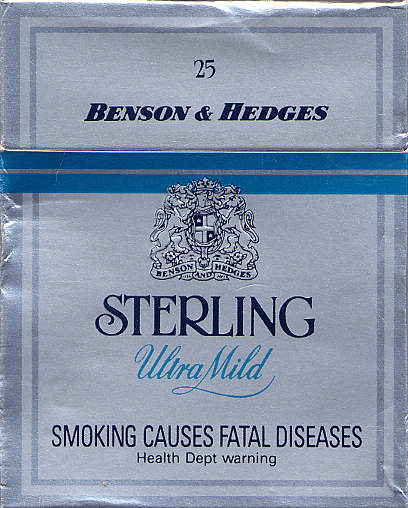 25
BENSON & HEDGES
BENSON AND HEDGES
STERLING
Ultra Mild
SMOKING CAUSES FATAL DISEASES
Health Dept warning